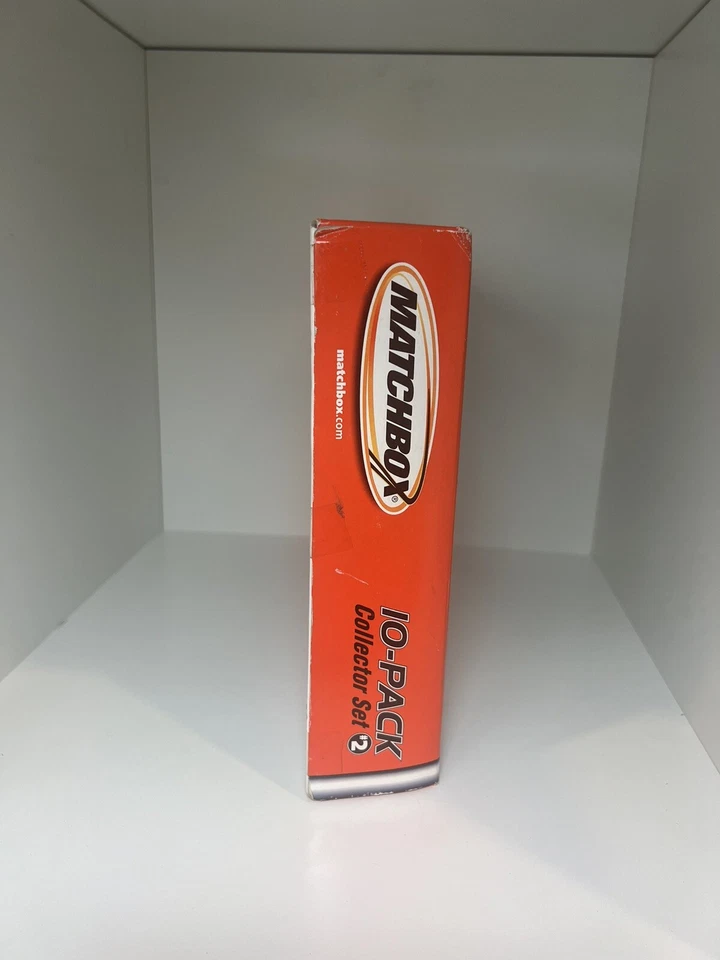 MATCHBOX®
matchbox.com
10-PACK
Collector Set #2